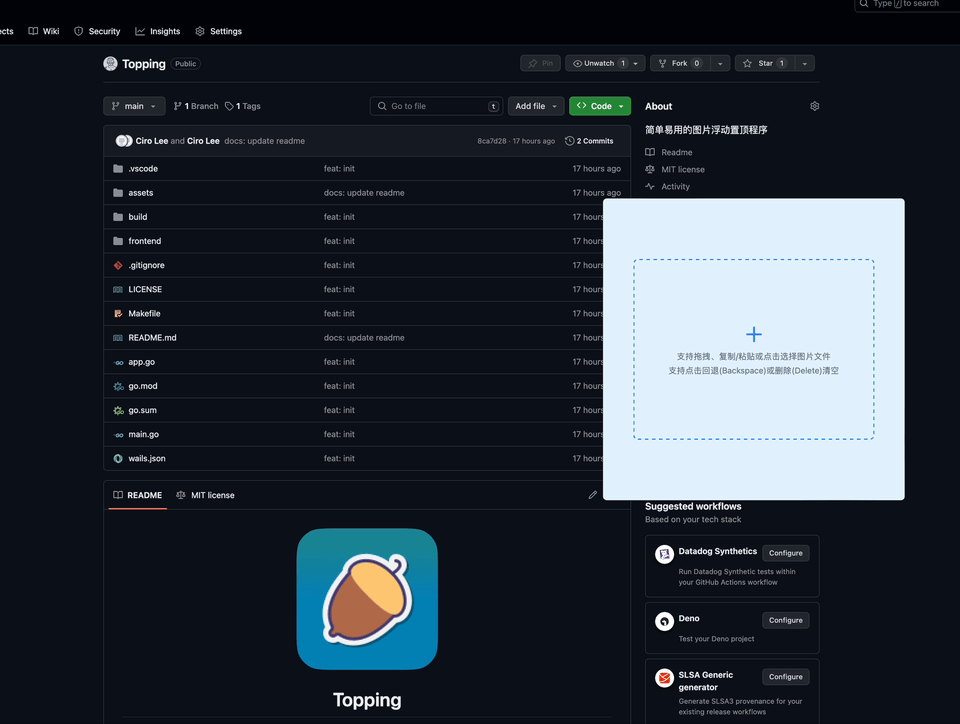 Type / to search
ects Wiki Security Insights Settings
Topping Public
Pin Unwatch 1 Fork 0 Star 1
main 1 Branch 1 Tags Go to file t Add file Code
Ciro Lee and Ciro Lee docs: update readme 8ca7d28 · 17 hours ago 2 Commits
.vscode feat: init 17 hours ago
assets docs: update readme 17 hours ago
build feat: init 17 hours
frontend feat: init 17 hours
.gitignore feat: init 17 hours
LICENSE feat: init 17 hours
Makefile feat: init 17 hours
README.md docs: update readme 17 hours
app.go feat: init 17 hours
go.mod feat: init 17 hours
go.sum feat: init 17 hours
main.go feat: init 17 hours
wails.json feat: init 17 hours
README MIT license
Topping
About
简单易用的图片浮动置顶程序
Readme
MIT license
Activity
支持拖拽、复制/粘贴或点击选择图片文件
支持点击回退(Backspace)或删除(Delete)清空
Suggested workflows
Based on your tech stack
Datadog Synthetics Configure
Run Datadog Synthetic tests within
your GitHub Actions workflow
Deno Configure
Test your Deno project
SLSA Generic
generator Configure
Generate SLSA3 provenance for your
existing release workflows